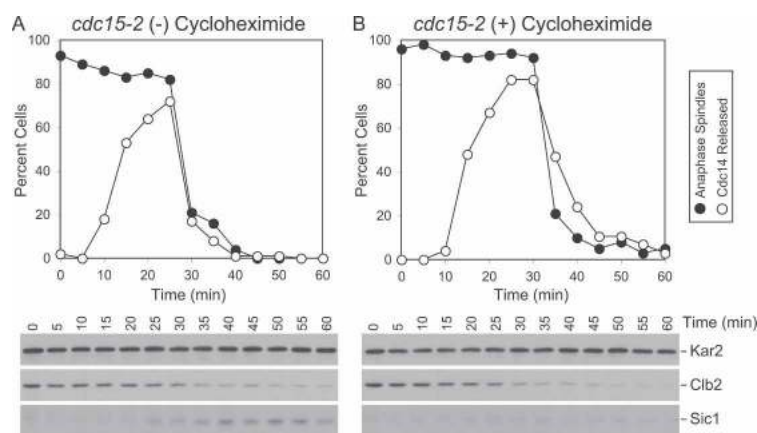 A
cdc15-2 (-) Cycloheximide
100
80
60
40
20
0
Percent Cells
0 10 20 30 40 50 60
Time (min)
B
cdc15-2 (+) Cycloheximide
100
80
60
40
20
0
Percent Cells
0 10 20 30 40 50 60
Time (min)
Anaphase Spindles
Cdc14 Released
0 5 10 15 20 25 30 35 40 45 50 55 60
0 5 10 15 20 25 30 35 40 45 50 55 60
Time (min)
Kar2
Clb2
Sic1